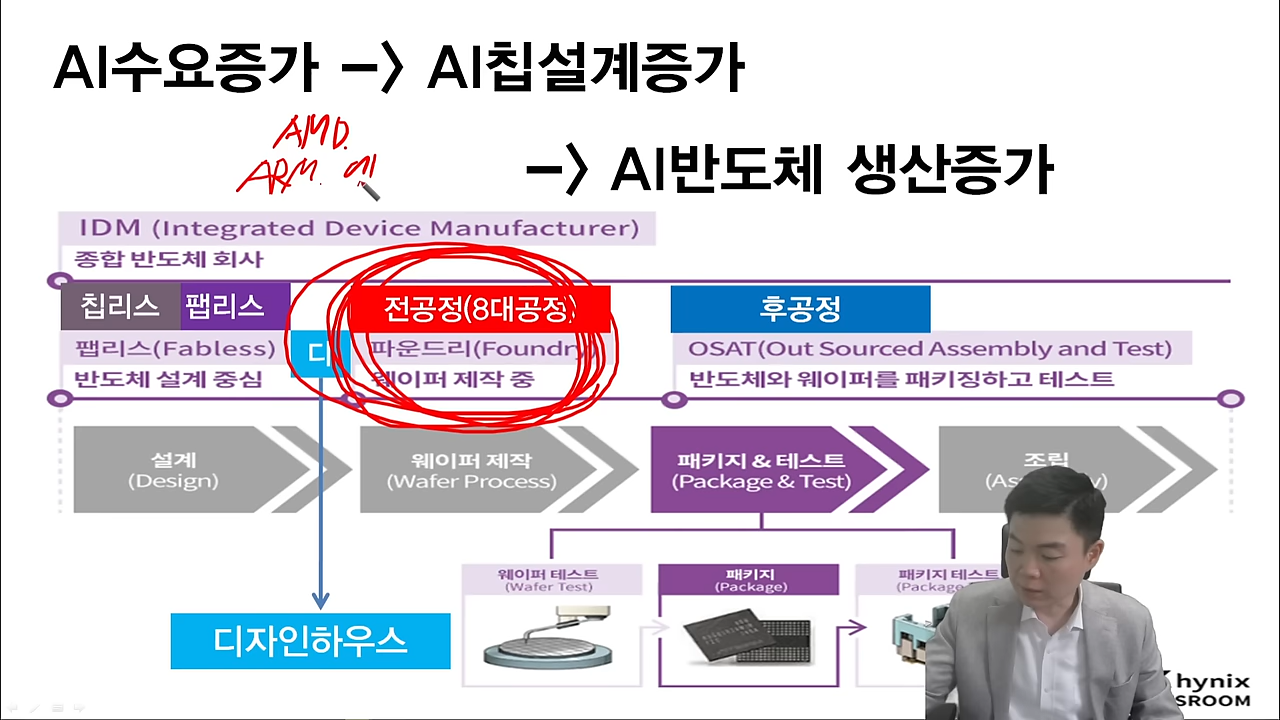 AI수요증가 -> AI칩설계증가
AMD.
ARM. 에
-> AI반도체 생산증가
IDM (Integrated Device Manufacturer)
종합 반도체 회사
칩리스 팹리스
전공정(8대공정)
후공정
팹리스(Fabless)
디
파운드리(Foundry)
OSAT(Out Sourced Assembly and Test)
반도체 설계 중심
웨이퍼 제작 중
반도체와 웨이퍼를 패키징하고 테스트
설계
(Design)
웨이퍼 제작
(Wafer Process)
패키지 & 테스트
(Package & Test)
조립
웨이퍼 테스트
(Wafer Test)
패키지
(Package)
패키지 테스트
(Package
디자인하우스
hynix
SROOM